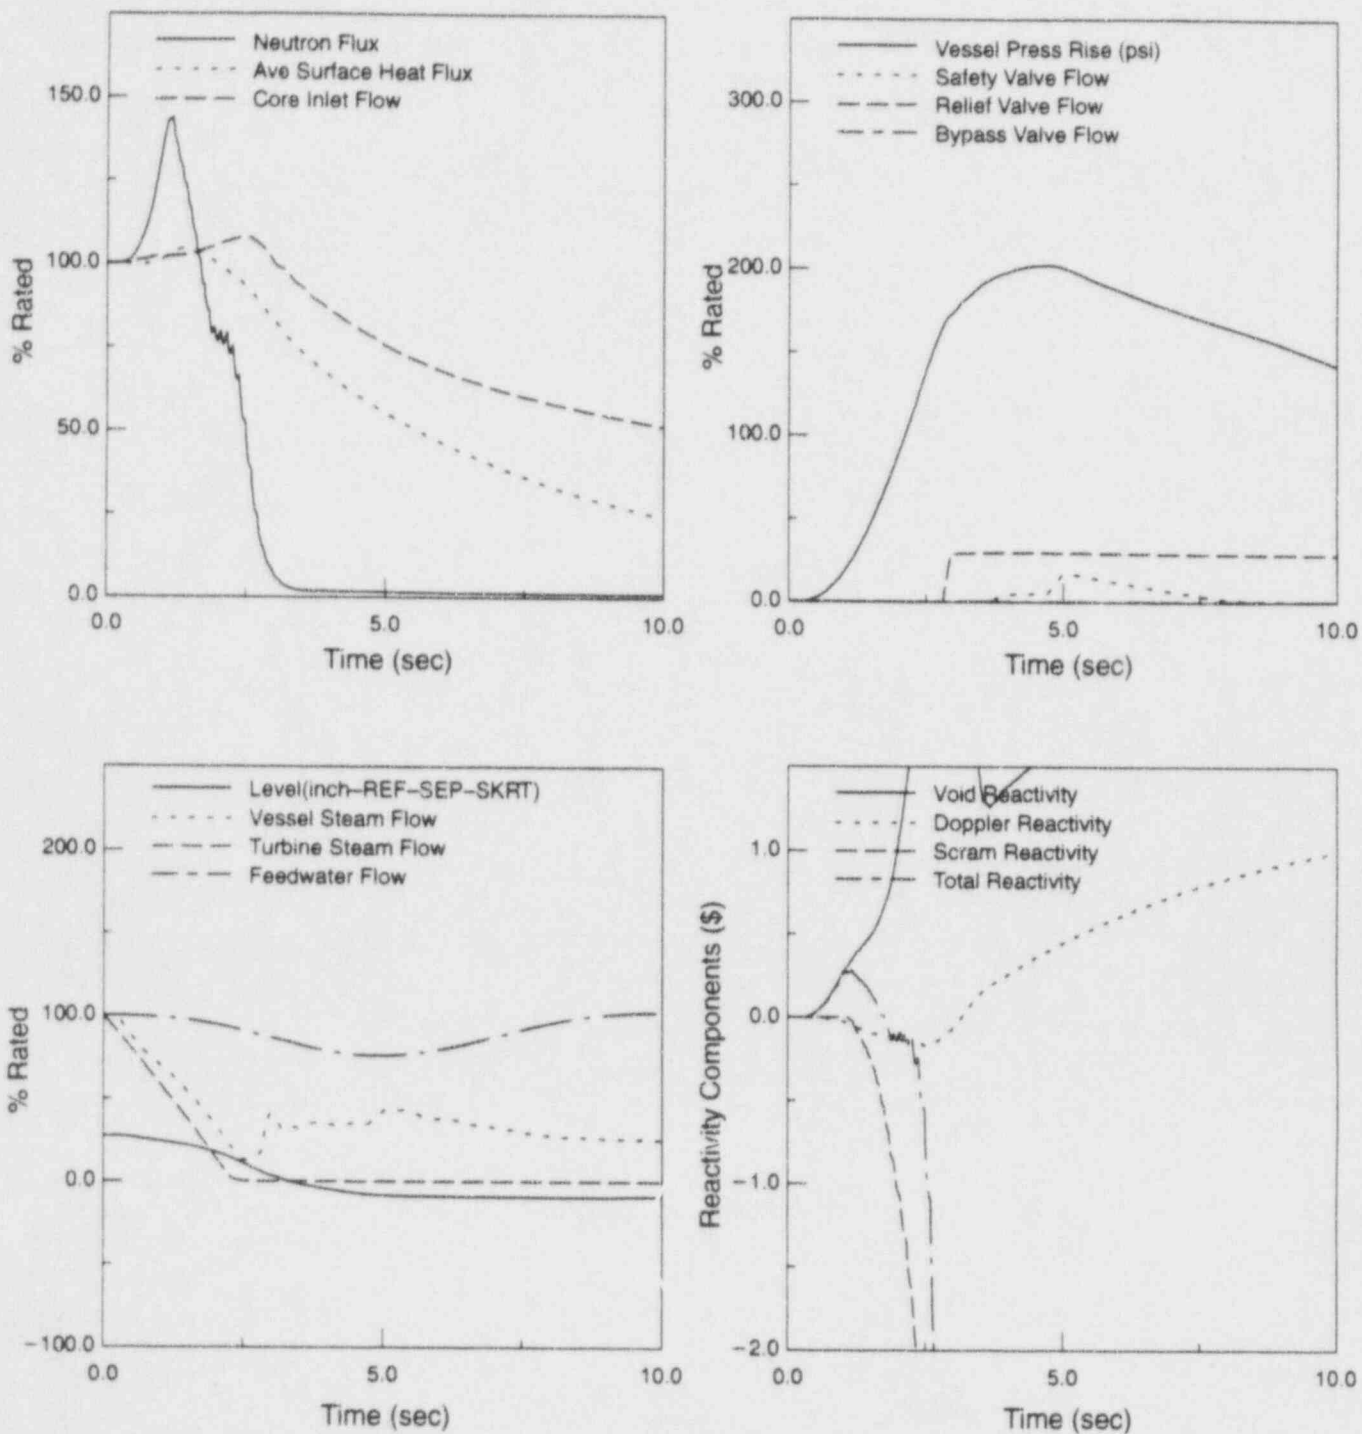 Neutron Flux
Ave Surface Heat Flux
Core Inlet Flow
150.0
100.0
50.0
0.0
% Rated
0.0
5.0
10.0
Time (sec)
Vessel Press Rise (psi)
Safety Valve Flow
Relief Valve Flow
Bypass Valve Flow
300.0
200.0
100.0
0.0
% Rated
0.0
5.0
10.0
Time (sec)
Level(inch-REF-SEP-SKRT)
Vessel Steam Flow
Turbine Steam Flow
Feedwater Flow
200.0
100.0
0.0
-100.0
% Rated
0.0
5.0
10.0
Time (sec)
Void Reactivity
Doppler Reactivity
Scram Reactivity
Total Reactivity
1.0
0.0
-1.0
-2.0
Reactivity Components ($)
0.0
5.0
10.0
Time (sec)